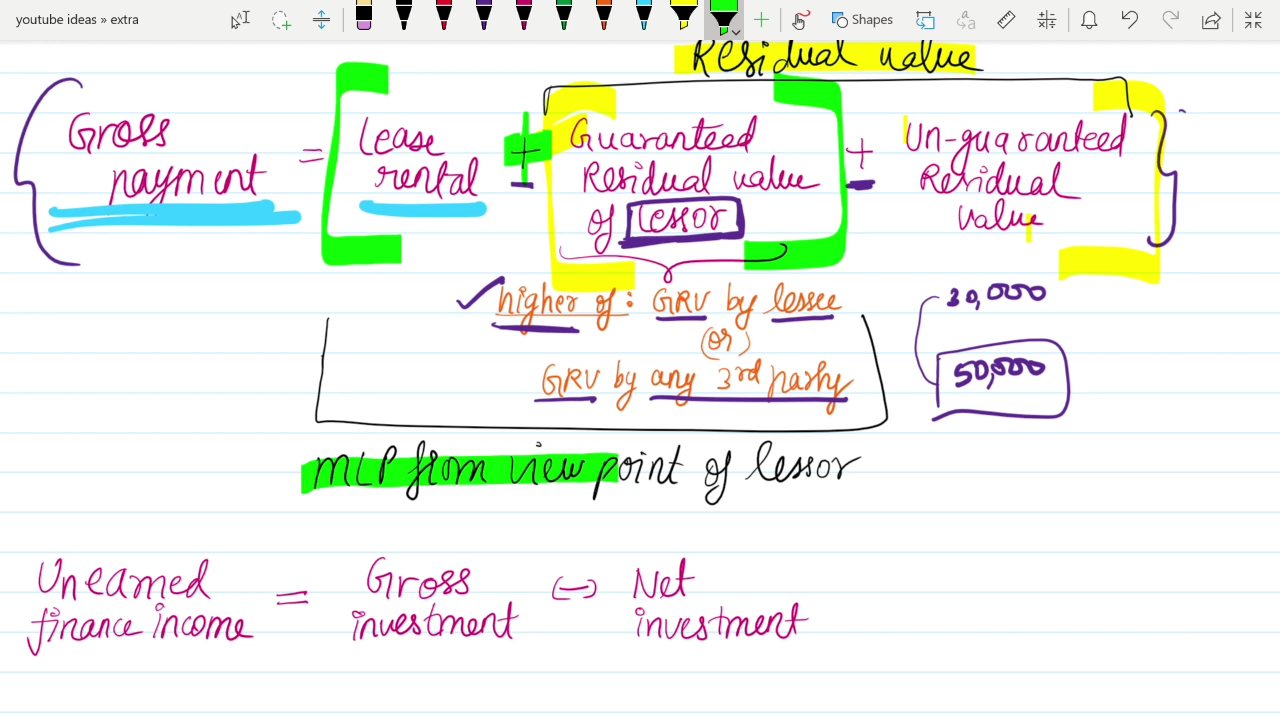 youtube ideas » extra
Shapes
Residual value
Gross payment = Lease rental + Guaranteed Residual value of lessor + Un-guaranteed Residual value
higher of: GRV by lessee
(or)
GRV by any 3rd party
30,000
50,000
MLP from view point of lessor
Unearned finance income = Gross investment (-) Net investment